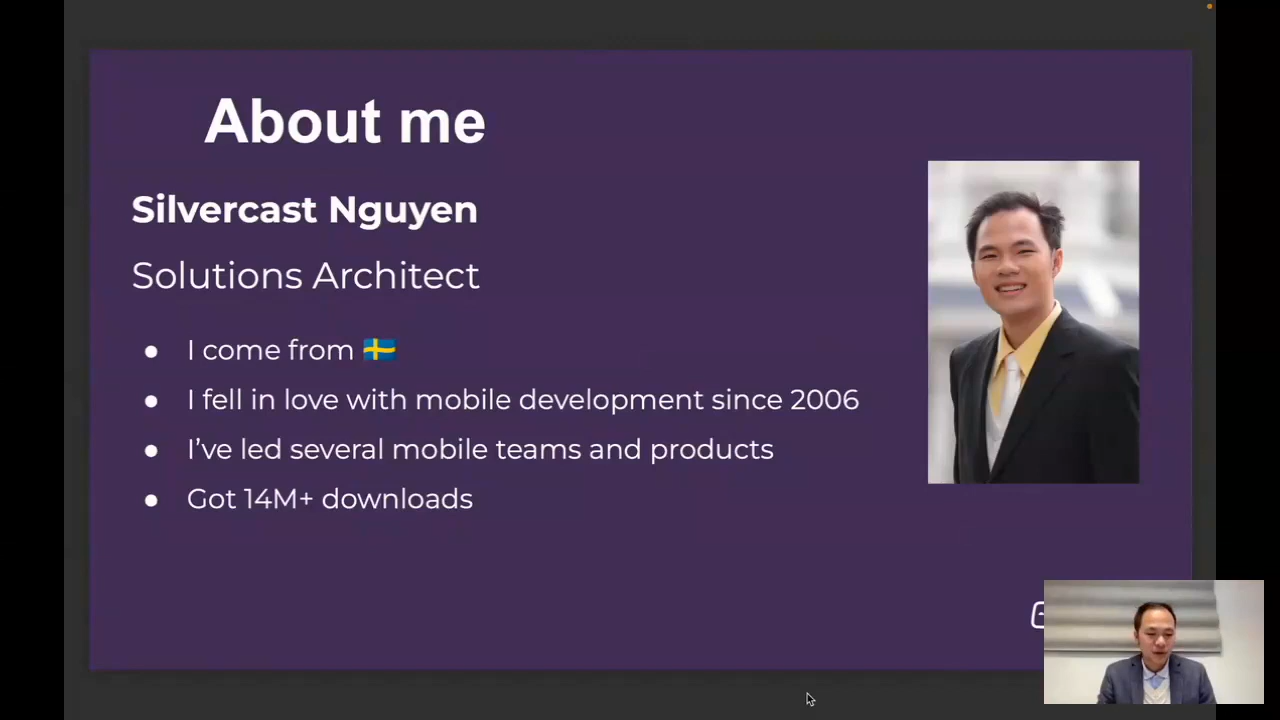 About me
Silvercast Nguyen
Solutions Architect
● I come from 🇸🇪
● I fell in love with mobile development since 2006
● I’ve led several mobile teams and products
● Got 14M+ downloads